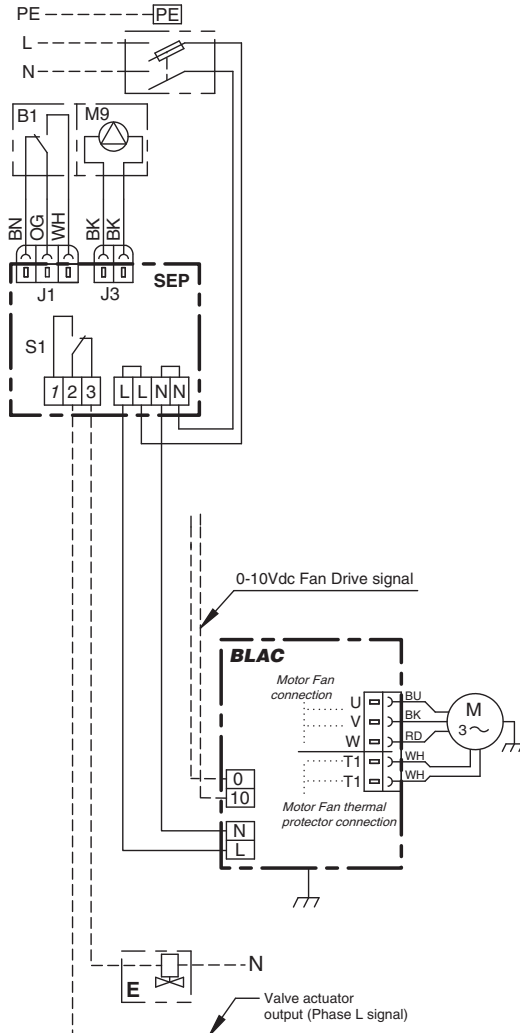 PE PE
L
N
B1 M9
BN OG WH BK BK
SEP
J1 J3
S1
1 2 3 L L N N
0-10Vdc Fan Drive signal
BLAC
Motor Fan
connection
U BU
V BK
W RD
M
3~
T1 WH
T1 WH
0
10
Motor Fan thermal
protector connection
N
L
E N
Valve actuator
output (Phase L signal)